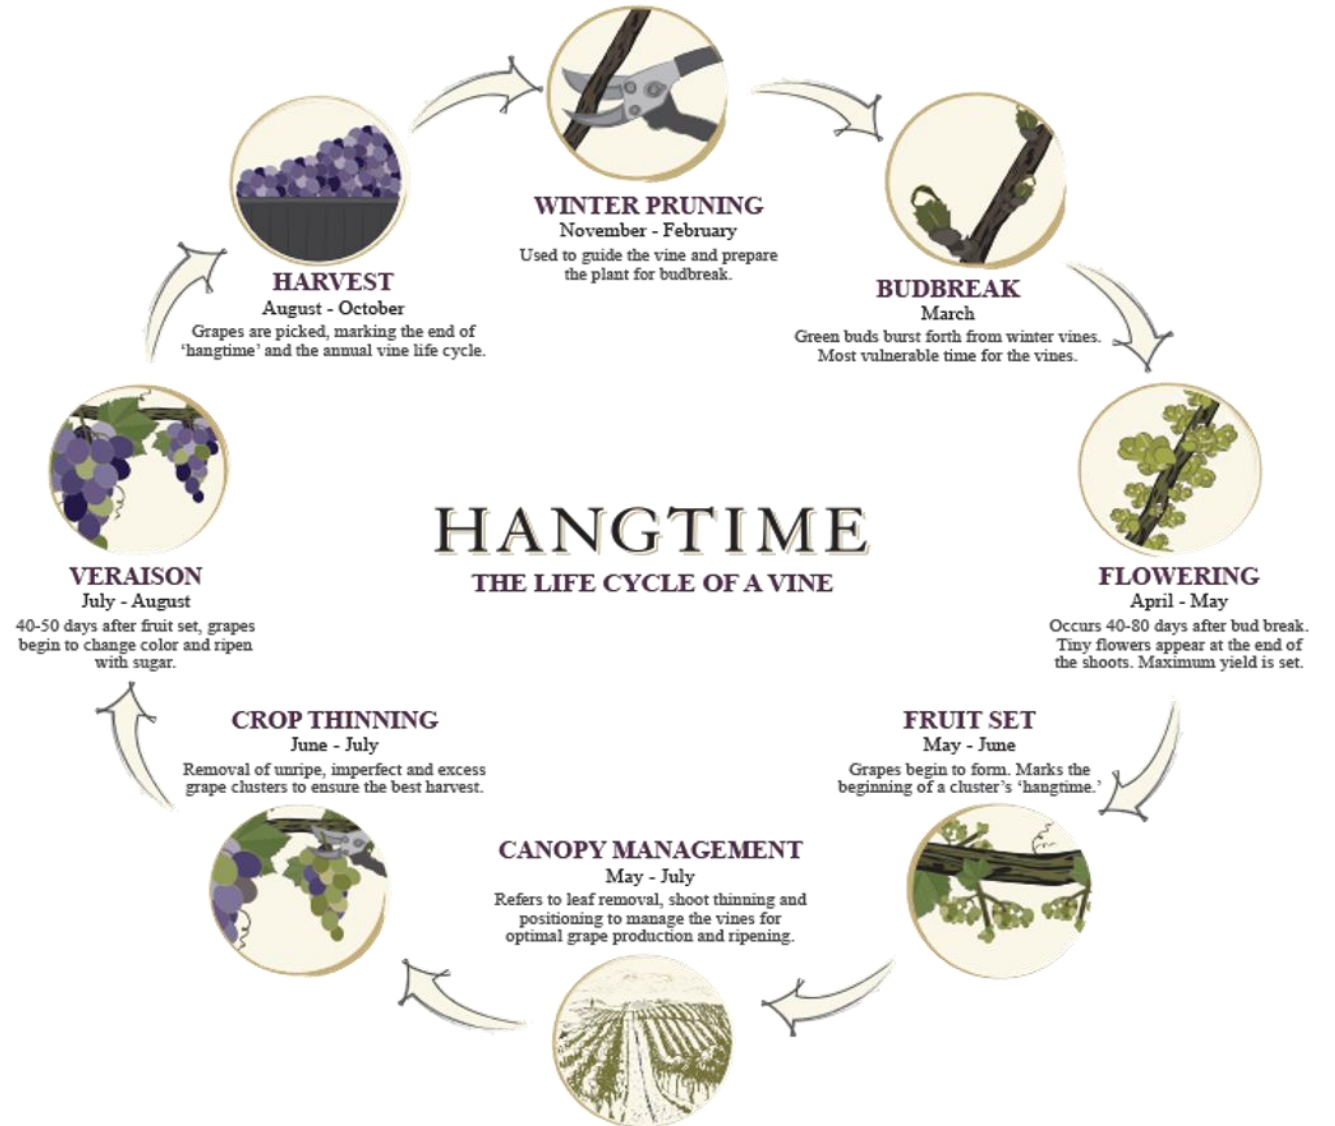 WINTER PRUNING
November - February
Used to guide the vine and prepare
the plant for budbreak.
BUDBREAK
March
Green buds burst forth from winter vines.
Most vulnerable time for the vines.
FLOWERING
April - May
Occurs 40-80 days after bud break.
Tiny flowers appear at the end of
the shoots. Maximum yield is set.
FRUIT SET
May - June
Grapes begin to form. Marks the
beginning of a cluster's 'hangtime.'
CANOPY MANAGEMENT
May - July
Refers to leaf removal, shoot thinning and
positioning to manage the vines for
optimal grape production and ripening.
CROP THINNING
June - July
Removal of unripe, imperfect and excess
grape clusters to ensure the best harvest.
VERAISON
July - August
40-50 days after fruit set, grapes
begin to change color and ripen
with sugar.
HARVEST
August - October
Grapes are picked, marking the end of
'hangtime' and the annual vine life cycle.
HANGTIME
THE LIFE CYCLE OF A VINE